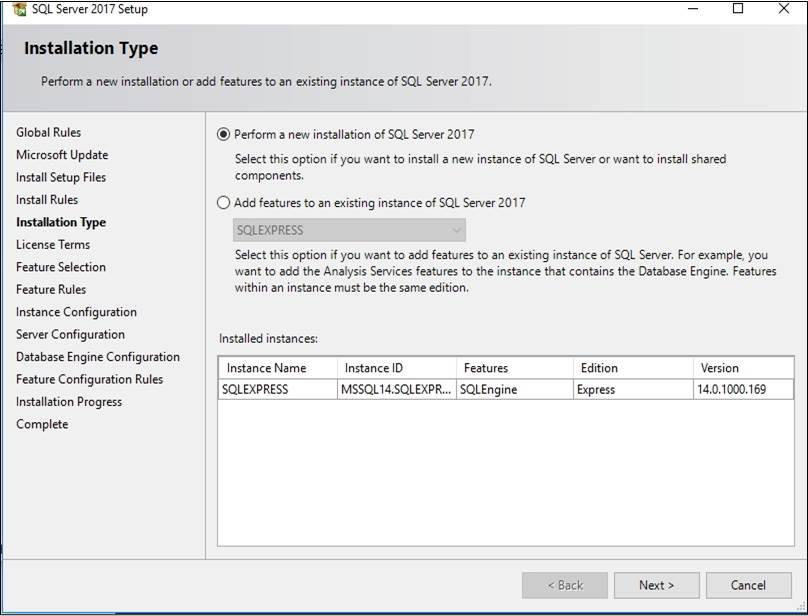 SQL Server 2017 Setup
Installation Type
Perform a new installation or add features to an existing instance of SQL Server 2017.
Global Rules
Microsoft Update
Install Setup Files
Install Rules
Installation Type
License Terms
Feature Selection
Feature Rules
Instance Configuration
Server Configuration
Database Engine Configuration
Feature Configuration Rules
Installation Progress
Complete
Perform a new installation of SQL Server 2017
Select this option if you want to install a new instance of SQL Server or want to install shared
components.
Add features to an existing instance of SQL Server 2017
SQLEXPRESS
Select this option if you want to add features to an existing instance of SQL Server. For example, you
want to add the Analysis Services features to the instance that contains the Database Engine. Features
within an instance must be the same edition.
Installed instances:
Instance Name Instance ID Features Edition Version
SQLEXPRESS MSSQL14.SQLEXPR... SQLEngine Express 14.0.1000.169
< Back Next > Cancel